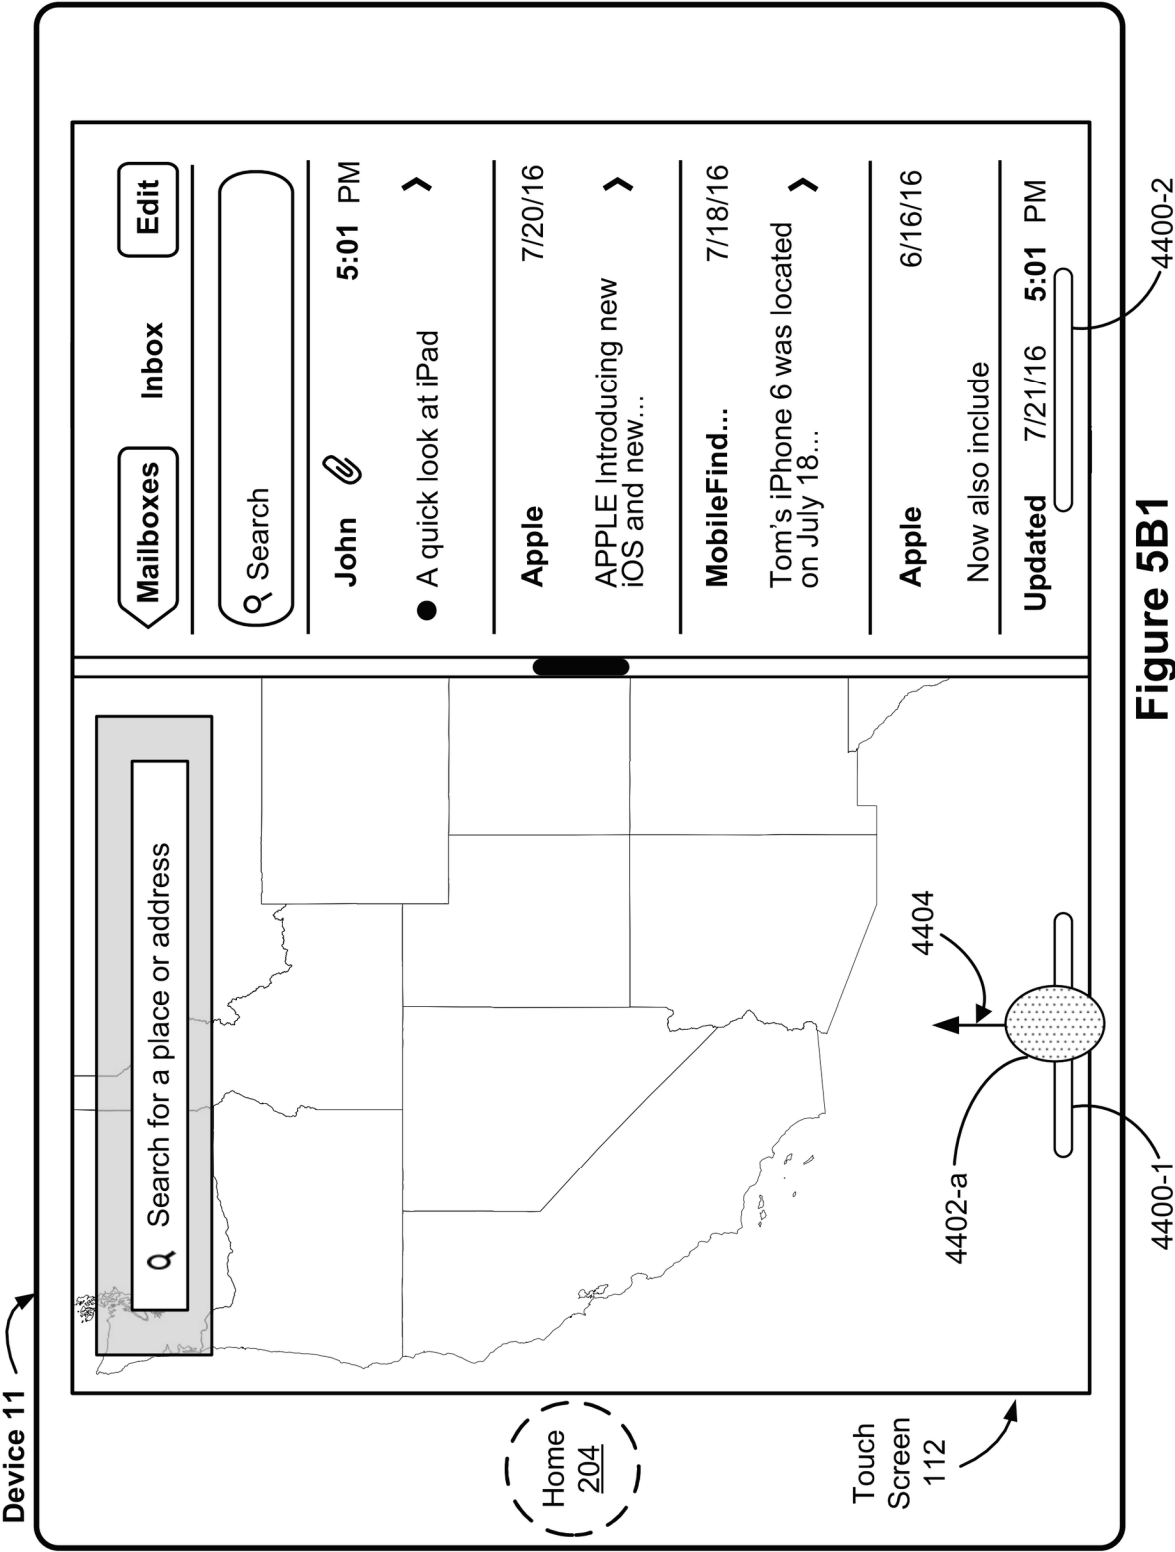 Device 11
Search for a place or address
Mailboxes
Inbox
Edit
Search
John
5:01 PM
A quick look at iPad
Apple
7/20/16
APPLE Introducing new
iOS and new...
MobileFind...
7/18/16
Tom's iPhone 6 was located
on July 18...
Apple
6/16/16
Now also include
Updated 7/21/16 5:01 PM
Home
204
Touch
Screen
112
4402-a
4404
4400-1
4400-2
Figure 5B1